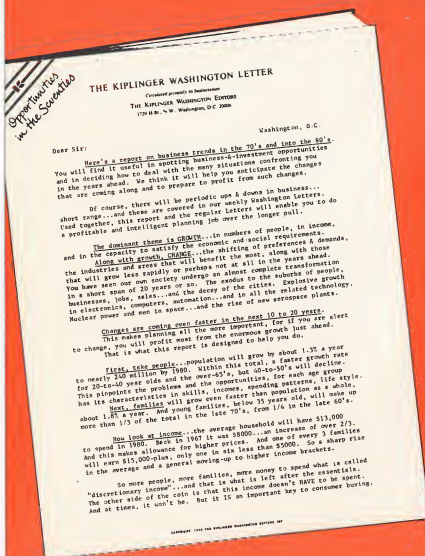 Opportunities
in the Seventies
THE KIPLINGER WASHINGTON LETTER
Circulated privately to businessmen
THE KIPLINGER WASHINGTON EDITORS
1729 H St., N.W. Washington, D.C. 20006
Washington, D.C.
Dear Sir:
Here's a report on business trends in the 70's and into the 80's.
You will find it useful in spotting business-&-investment opportunities
and in deciding how to deal with the many situations confronting you
in the years ahead. We think it will help you anticipate the changes
that are coming along and to prepare to profit from such changes.
Of course, there will be periodic ups & downs in business...
short range...and these are covered in our weekly Washington Letters.
Used together, this report and the regular Letters will enable you to do
a profitable and intelligent planning job over the longer pull.
The dominant theme is GROWTH...in numbers of people, in income,
and in the capacity to satisfy the economic and social requirements.
Along with growth, CHANGE...the shifting of preferences & demands,
the industries and areas that will benefit the most, along with those
that will grow less rapidly or perhaps not at all in the years ahead.
You have seen our own society undergo an almost complete transformation
in a short span of 20 years or so. The exodus to the suburbs of people,
businesses, jobs, sales...and the decay of the cities. Explosive growth
in electronics, computers, automation...and in all the related technology.
Nuclear power and men in space...and the rise of new aerospace plants.
Changes are coming even faster in the next 10 to 20 years.
This makes planning all the more important, for if you are alert
to change, you will profit most from the enormous growth just ahead.
That is what this report is designed to help you do.
First, take people...population will grow by about 1.3% a year
to nearly 240 million by 1980. Within this total, a faster growth rate
for 20-to-40 year olds and the over-65's, but 40-to-50's will decline.
This pinpoints the problems and the opportunities, for each age group
has its characteristics in skills, incomes, spending patterns, life style.
Next, families will grow even faster than population as a whole,
about 1.8% a year. And young families, below 35 years old, will make up
more than 1/3 of the total in the late 70's, from 1/4 in the late 60's.
Now look at income...the average household will have $13,000
to spend in 1980. Back in 1967 it was $8000...an increase of over 2/3.
And this makes allowance for higher prices. And one of every 3 families
will earn $15,000-plus, only one in six less than $5000. So a sharp rise
in the average and a general moving-up to higher income brackets.
So more people, more families, more money to spend what is called
"discretionary income"...and that is what is left after the essentials.
The other side of the coin is that this income doesn't HAVE to be spent.
And at times, it won't be. But it IS an important key to consumer buying.
THE KIPLINGER WASHINGTON EDITORS INC